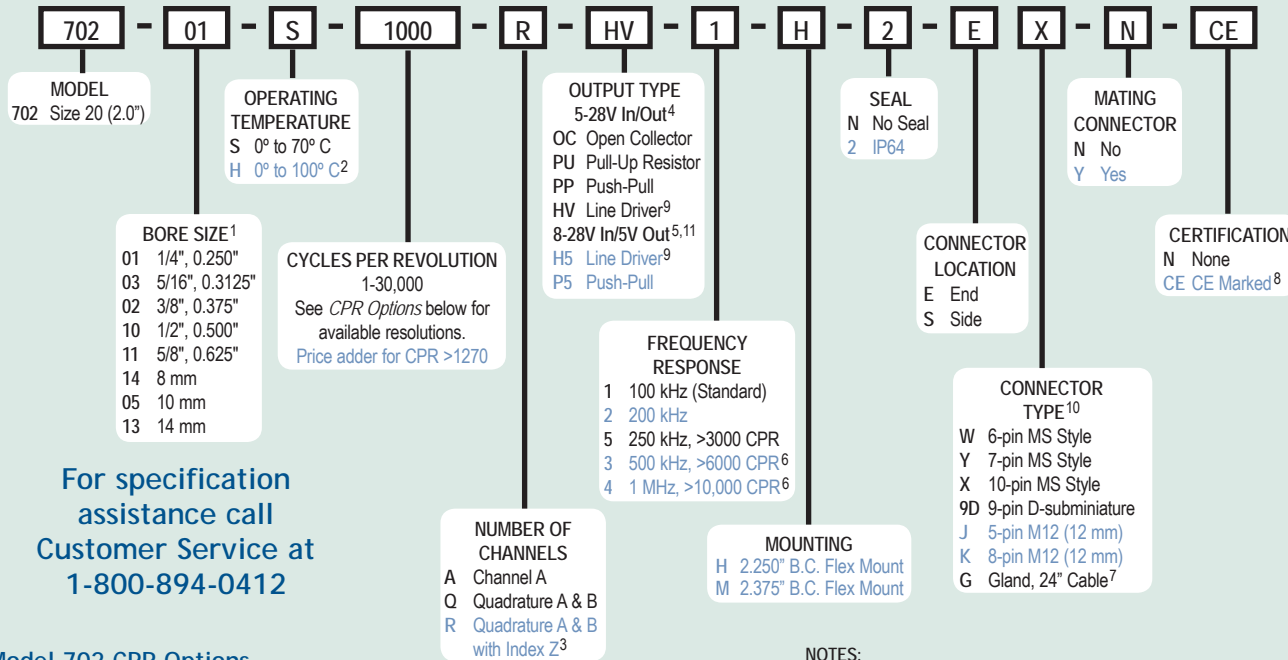 702 - 01 - S - 1000 - R - HV - 1 - H - 2 - E X - N - CE
MODEL
702 Size 20 (2.0")
OPERATING
TEMPERATURE
S 0º to 70º C
H 0º to 100º C2
OUTPUT TYPE
5-28V In/Out4
OC Open Collector
PU Pull-Up Resistor
PP Push-Pull
HV Line Driver9
8-28V In/5V Out5,11
H5 Line Driver9
P5 Push-Pull
SEAL
N No Seal
2 IP64
MATING
CONNECTOR
N No
Y Yes
BORE SIZE1
01 1/4", 0.250"
03 5/16", 0.3125"
02 3/8", 0.375"
10 1/2", 0.500"
11 5/8", 0.625"
14 8 mm
05 10 mm
13 14 mm
CYCLES PER REVOLUTION
1-30,000
See CPR Options below for
available resolutions.
Price adder for CPR >1270
CONNECTOR
LOCATION
E End
S Side
CERTIFICATION
N None
CE CE Marked8
FREQUENCY
RESPONSE
1 100 kHz (Standard)
2 200 kHz
5 250 kHz, >3000 CPR
3 500 kHz, >6000 CPR6
4 1 MHz, >10,000 CPR6
CONNECTOR
TYPE10
W 6-pin MS Style
Y 7-pin MS Style
X 10-pin MS Style
9D 9-pin D-subminiature
J 5-pin M12 (12 mm)
K 8-pin M12 (12 mm)
G Gland, 24" Cable7
For specification
assistance call
Customer Service at
1-800-894-0412
NUMBER OF
CHANNELS
A Channel A
Q Quadrature A & B
R Quadrature A & B
with Index Z3
MOUNTING
H 2.250" B.C. Flex Mount
M 2.375" B.C. Flex Mount
Model 702 CPR Options
NOTES: